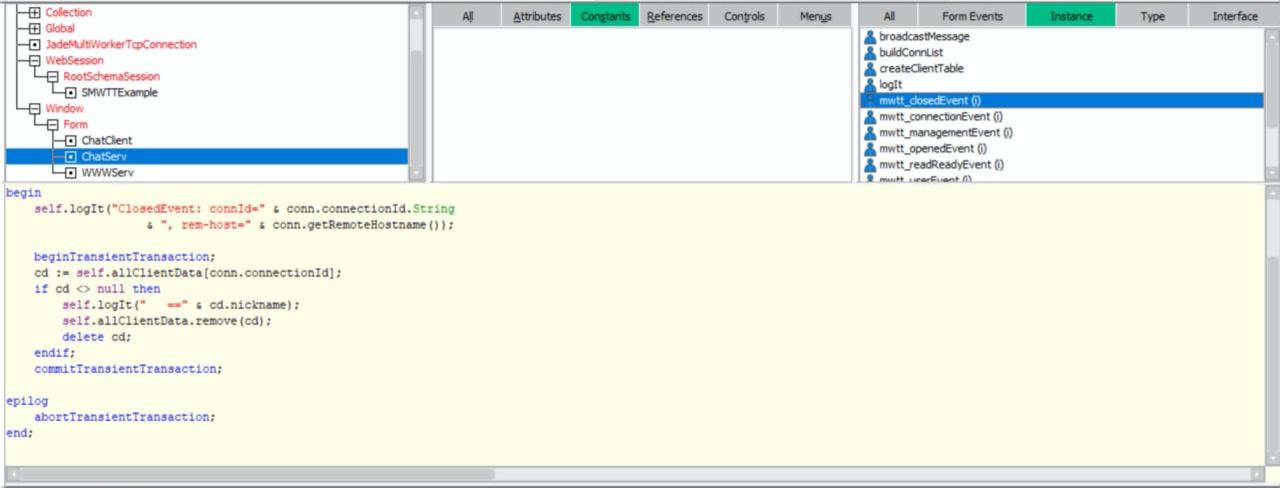 Collection
Global
JadeMultiWorkerTcpConnection
WebSession
RootSchemaSession
SMWTTExample
Window
Form
ChatClient
ChatServ
WWWServ
All Attributes Constants References Controls Menus
All Form Events Instance Type Interface
broadcastMessage
buildConnList
createClientTable
logIt
mwtt_closedEvent (i)
mwtt_connectionEvent (i)
mwtt_managementEvent (i)
mwtt_openedEvent (i)
mwtt_readReadyEvent (i)
mwtt_userEvent (i)
begin
self.logIt("ClosedEvent: connId=" & conn.connectionId.String
& ", rem-host=" & conn.getRemoteHostname());
beginTransientTransaction;
cd := self.allClientData[conn.connectionId];
if cd <> null then
self.logIt("   ==" & cd.nickname);
self.allClientData.remove(cd);
delete cd;
endif;
commitTransientTransaction;
epilog
abortTransientTransaction;
end;